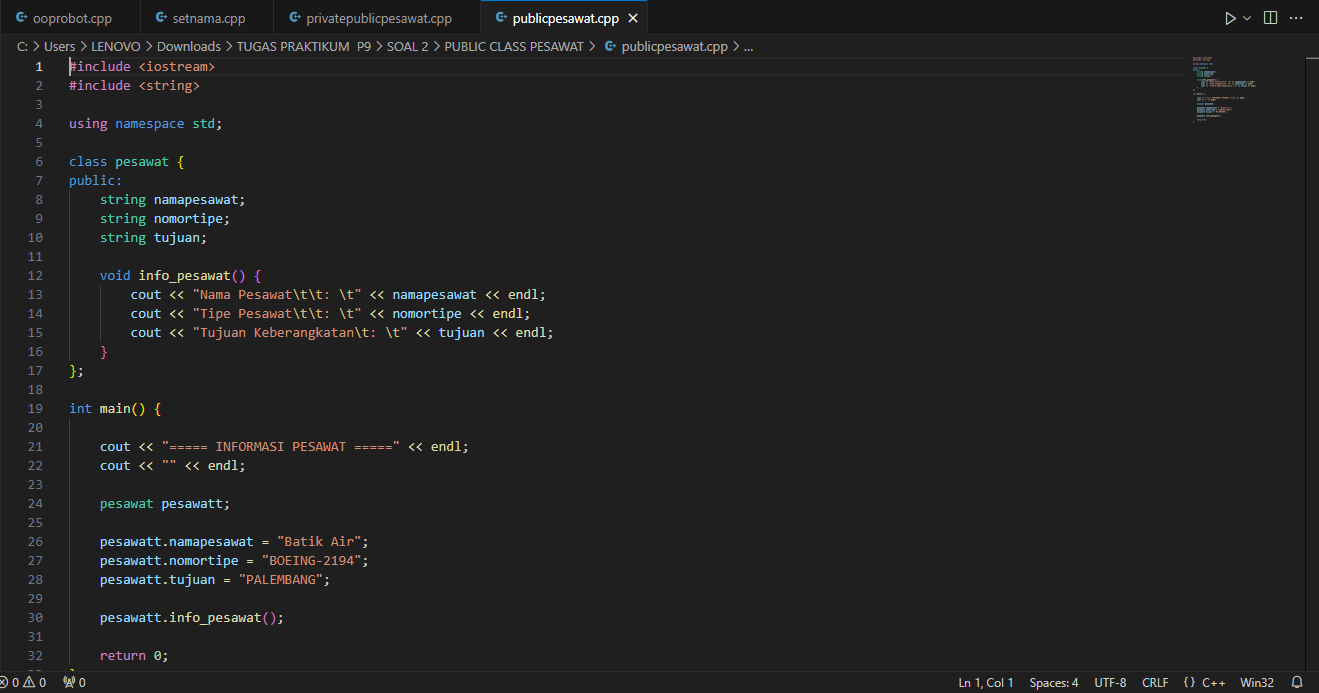 ooprobot.cpp setnama.cpp privatepublicpesawat.cpp publicpesawat.cpp
C: > Users > LENOVO > Downloads > TUGAS PRAKTIKUM P9 > SOAL 2 > PUBLIC CLASS PESAWAT > publicpesawat.cpp > ...
1 #include <iostream>
2 #include <string>
3
4 using namespace std;
5
6 class pesawat {
7 public:
8     string namapesawat;
9     string nomortipe;
10     string tujuan;
11
12     void info_pesawat() {
13         cout << "Nama Pesawat\t\t: \t" << namapesawat << endl;
14         cout << "Tipe Pesawat\t\t: \t" << nomortipe << endl;
15         cout << "Tujuan Keberangkatan\t: \t" << tujuan << endl;
16     }
17 };
18
19 int main() {
20
21     cout << "===== INFORMASI PESAWAT =====" << endl;
22     cout << "" << endl;
23
24     pesawat pesawatt;
25
26     pesawatt.namapesawat = "Batik Air";
27     pesawatt.nomortipe = "BOEING-2194";
28     pesawatt.tujuan = "PALEMBANG";
29
30     pesawatt.info_pesawat();
31
32     return 0;
0 0 0 Ln 1, Col 1 Spaces: 4 UTF-8 CRLF {} C++ Win32